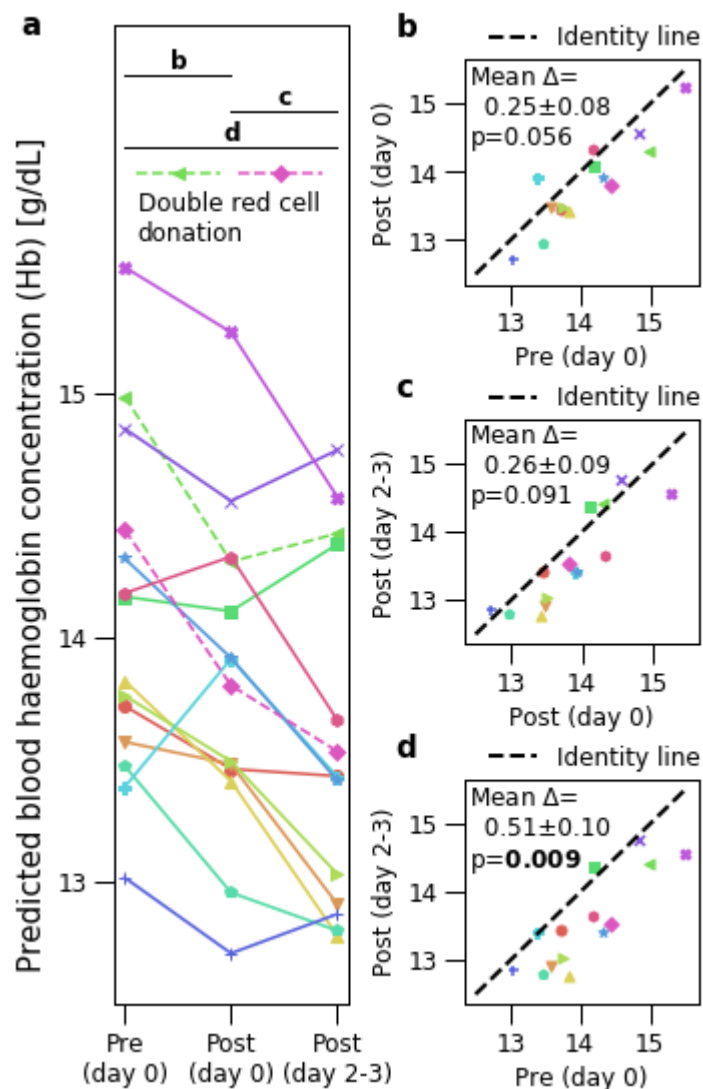 a
Predicted blood haemoglobin concentration (Hb) [g/dL]
b
c
d
Double red cell
donation
15
14
13
Pre
(day 0)
Post
(day 0)
Post
(day 2-3)
b
Identity line
Mean Δ=
0.25±0.08
p=0.056
Post (day 0)
15
14
13
13 14 15
Pre (day 0)
c
Identity line
Mean Δ=
0.26±0.09
p=0.091
Post (day 2-3)
15
14
13
13 14 15
Post (day 0)
d
Identity line
Mean Δ=
0.51±0.10
p=0.009
Post (day 2-3)
15
14
13
13 14 15
Pre (day 0)